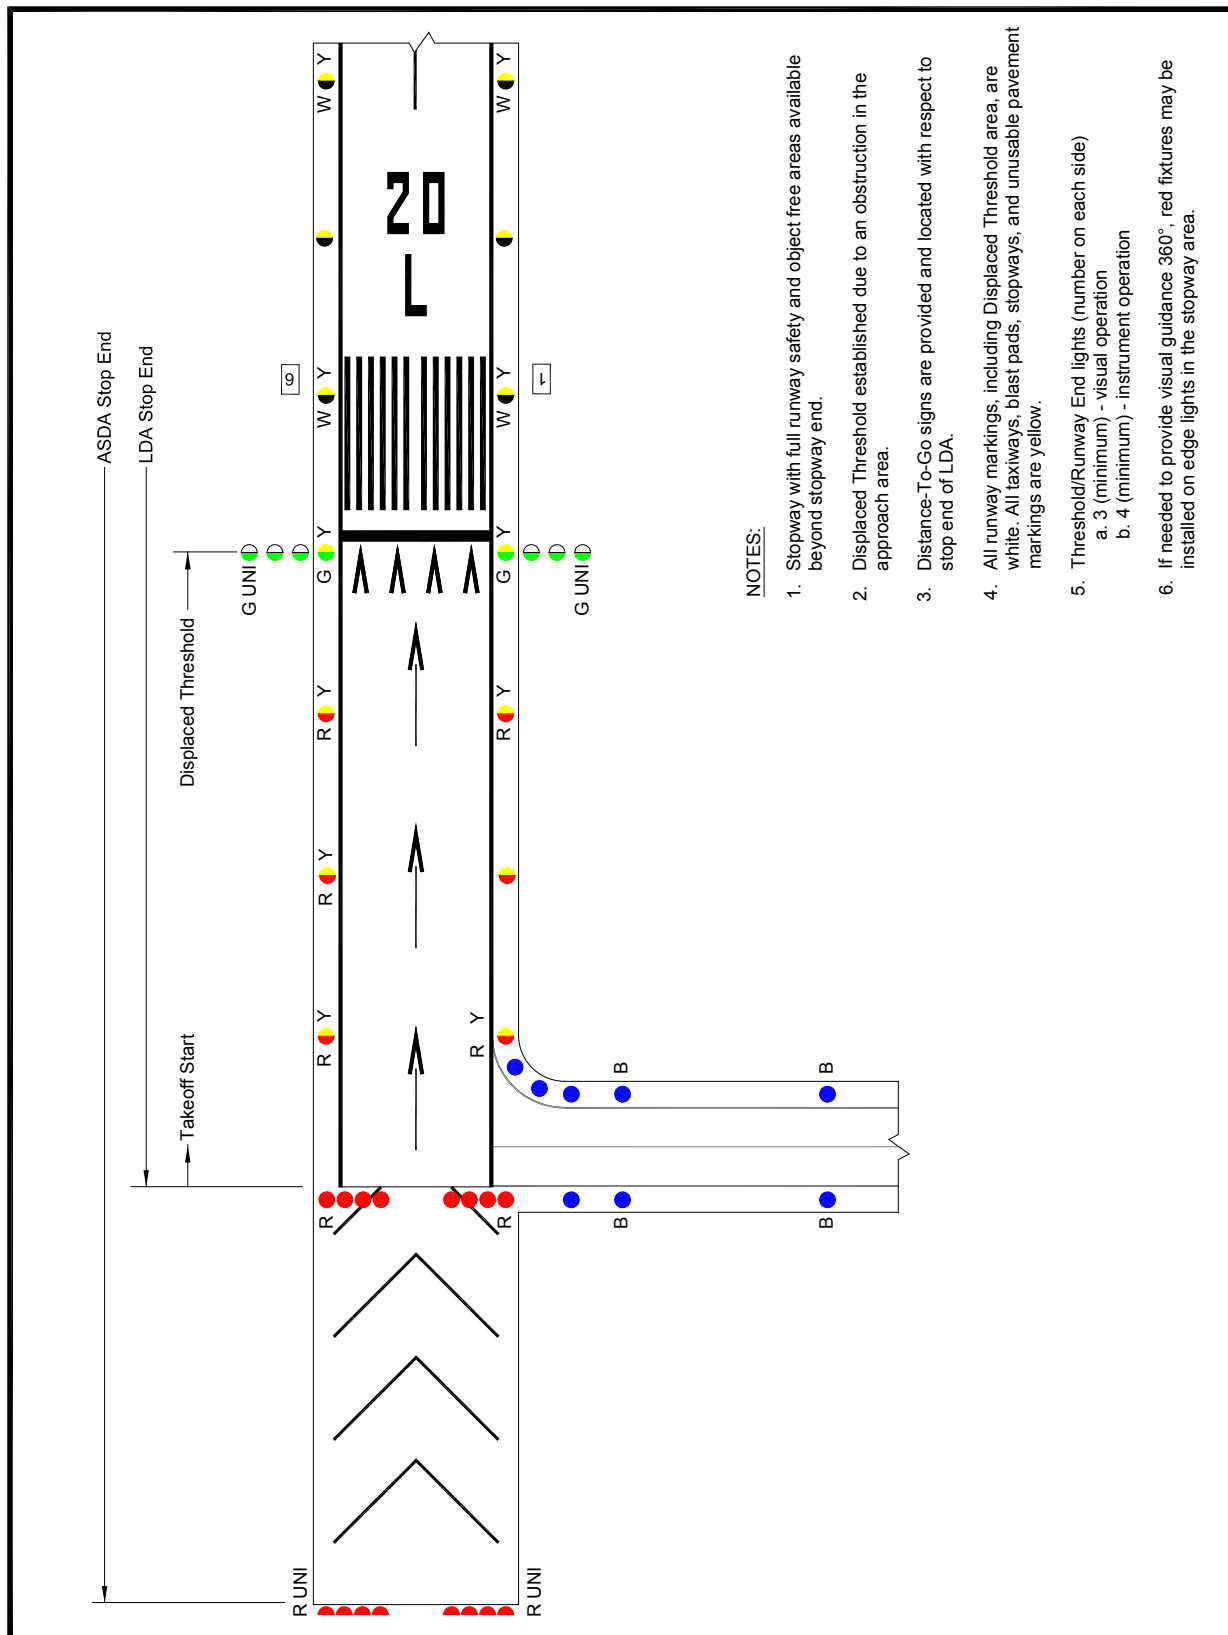 ASDA Stop End
LDA Stop End
Takeoff Start
Displaced Threshold
R UNI
R
R Y
R Y
R Y
G UNI
G Y
W Y
6
W Y
20
L
R UNI
R
R Y
R Y
G Y
G UNI
W Y
1
W Y
B
B
B
B
NOTES:
1. Stopway with full runway safety and object free areas available
beyond stopway end.
2. Displaced Threshold established due to an obstruction in the
approach area.
3. Distance-To-Go signs are provided and located with respect to
stop end of LDA.
4. All runway markings, including Displaced Threshold area, are
white. All taxiways, blast pads, stopways, and unusable pavement
markings are yellow.
5. Threshold/Runway End lights (number on each side)
a. 3 (minimum) - visual operation
b. 4 (minimum) - instrument operation
6. If needed to provide visual guidance 360°, red fixtures may be
installed on edge lights in the stopway area.